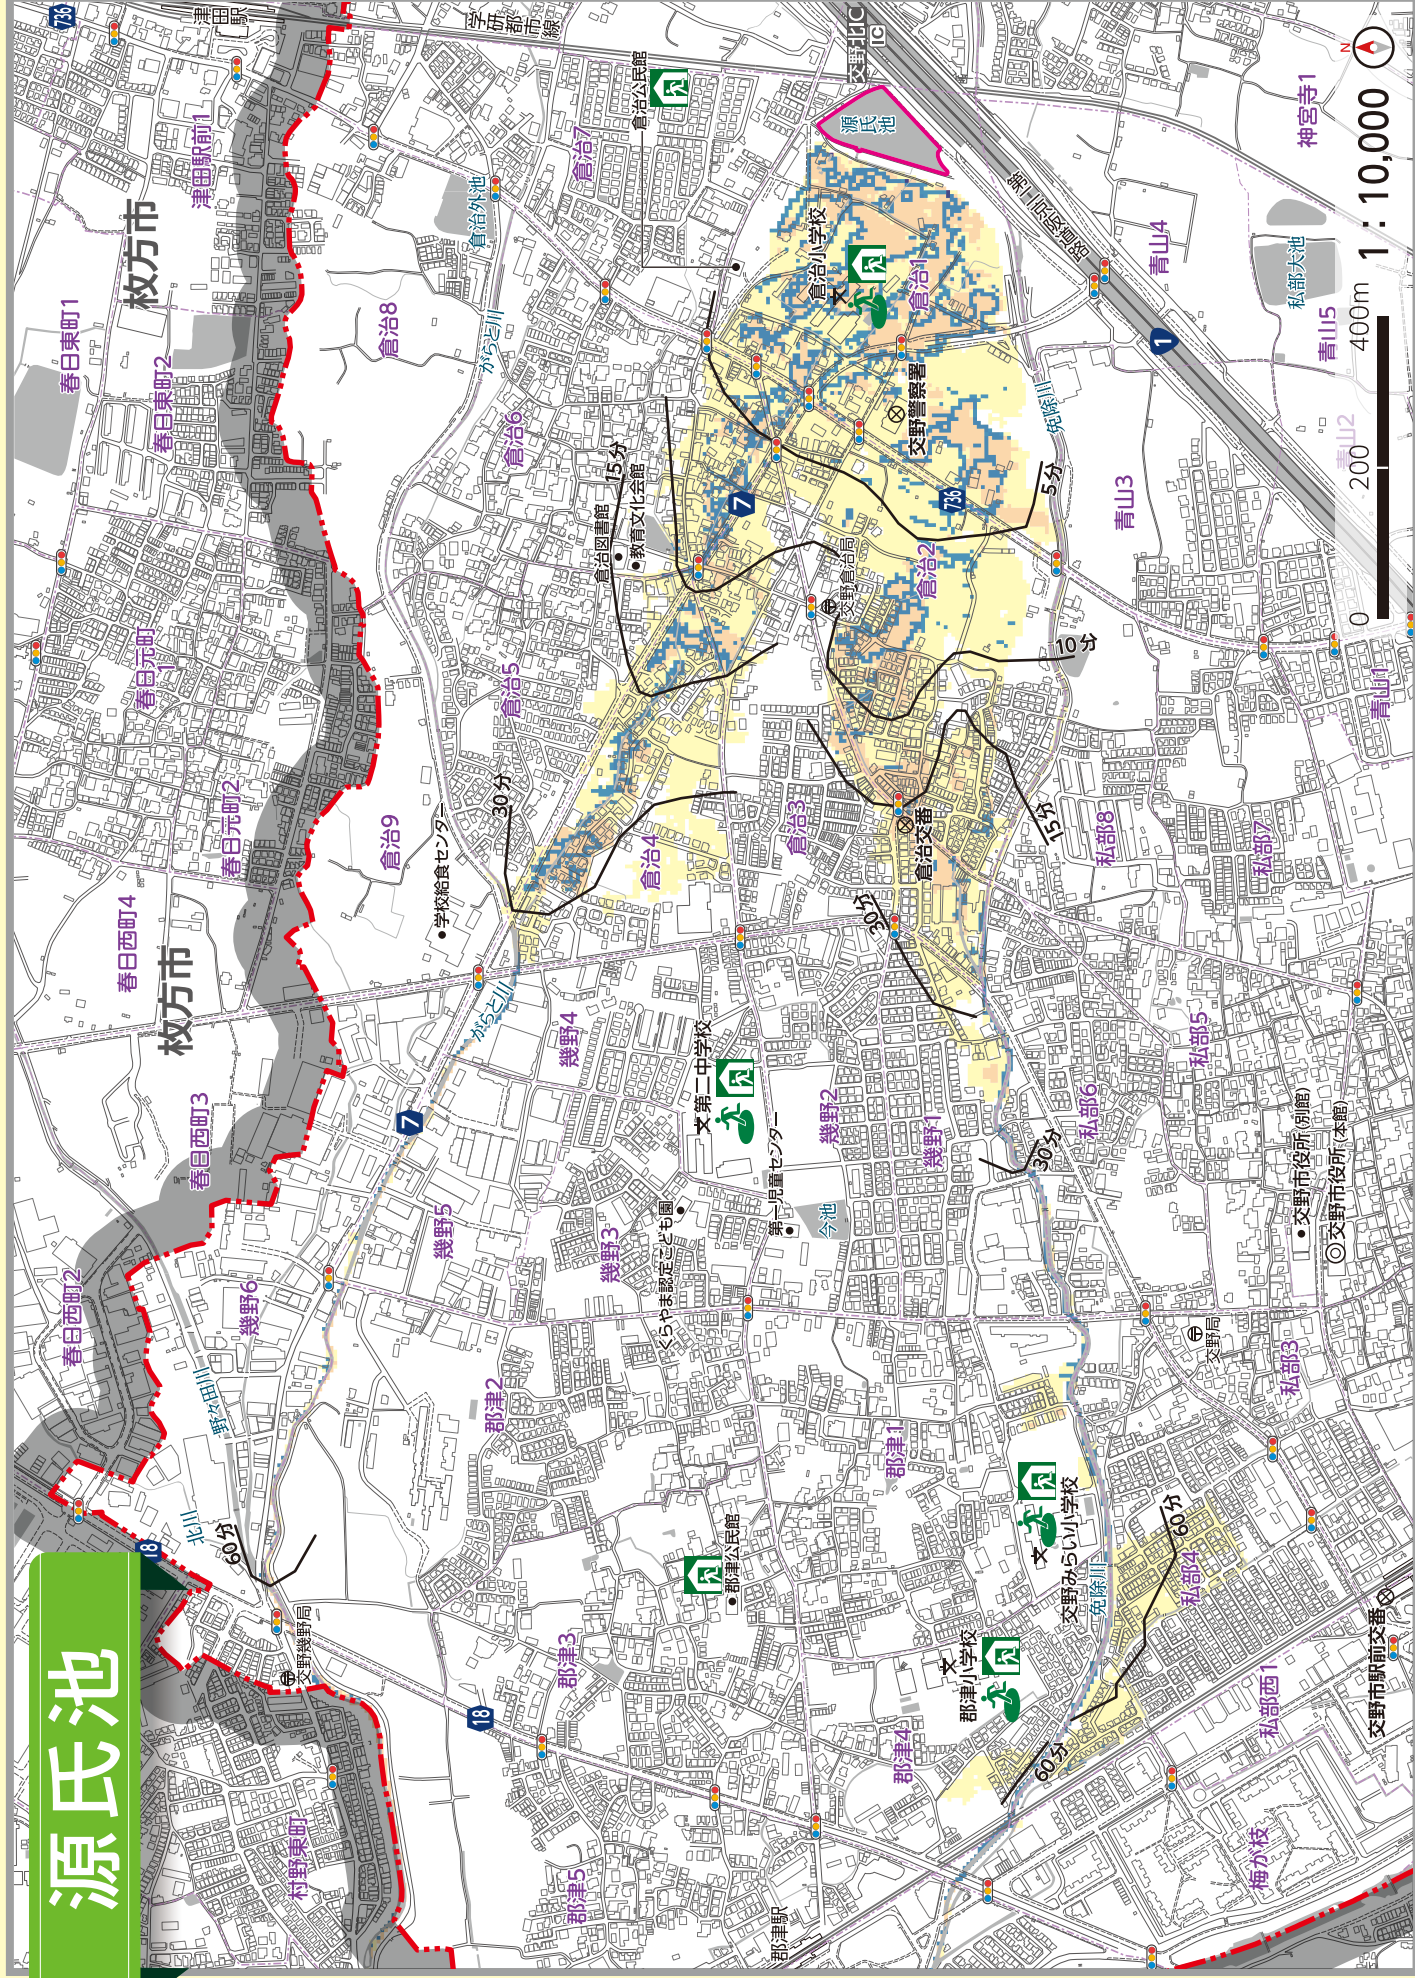 源氏池
枚方市
枚方市
村野東町
春日西町2
春日西町3
春日西町4
春日元町2
春日元町
1
春日東町2
春日東町1
津田駅前1
津田駅
学研都市線
736
18
18
7
7
736
1
北川
野々田川
がらと川
がらと川
免除川
免除川
倉治外池
源氏池
私部大池
今池
交野幾野局
幾野6
幾野5
幾野4
幾野3
幾野2
幾野1
倉治9
倉治8
倉治7
倉治6
倉治5
倉治4
倉治3
倉治2
倉治1
郡津5
郡津4
郡津3
郡津2
郡津1
郡津駅
学校給食センター
倉治図書館
教育文化会館
倉治公民館
倉治小学校
交野北IC
IC
第二京阪道路
交野警察署
交野倉治局
倉治交番
第二中学校
第一児童センター
くらやま認定こども園
郡津公民館
郡津小学校
交野みらい小学校
交野局
交野市役所(別館)
交野市役所(本館)
交野市駅前交番
梅が枝
私部西1
私部3
私部4
私部5
私部6
私部7
私部8
青山1
青山2
青山3
青山4
青山5
神宮寺1
5分
10分
15分
15分
30分
30分
30分
60分
60分
60分
0
200
400m
1：10,000
N